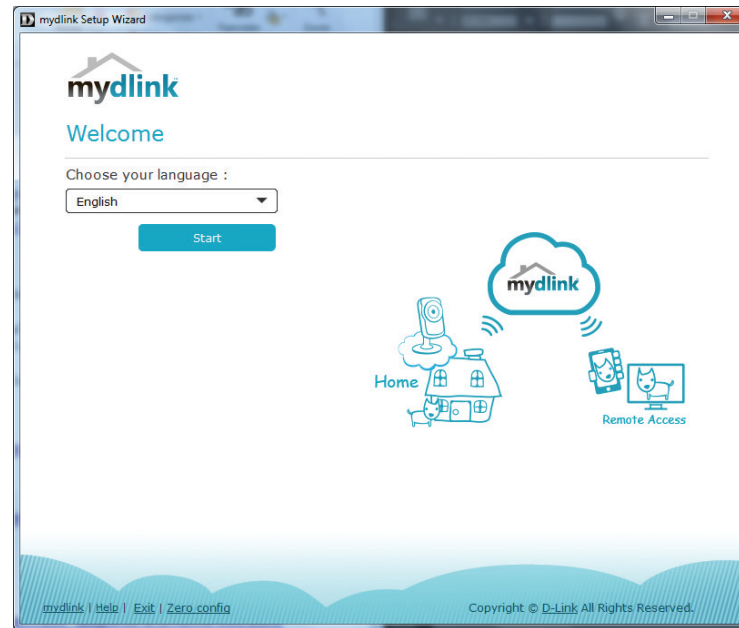 mydlink Setup Wizard
mydlink
Welcome
Choose your language :
English
Start
mydlink
Home
Remote Access
mydlink | Help | Exit | Zero config
Copyright © D-Link All Rights Reserved.